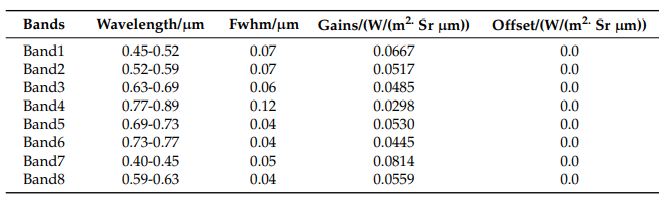 Bands Wavelength/μm Fwhm/μm Gains/(W/(m²· Sr μm)) Offset/(W/(m²· Sr μm))
Band1 0.45-0.52 0.07 0.0667 0.0
Band2 0.52-0.59 0.07 0.0517 0.0
Band3 0.63-0.69 0.06 0.0485 0.0
Band4 0.77-0.89 0.12 0.0298 0.0
Band5 0.69-0.73 0.04 0.0530 0.0
Band6 0.73-0.77 0.04 0.0445 0.0
Band7 0.40-0.45 0.05 0.0814 0.0
Band8 0.59-0.63 0.04 0.0559 0.0